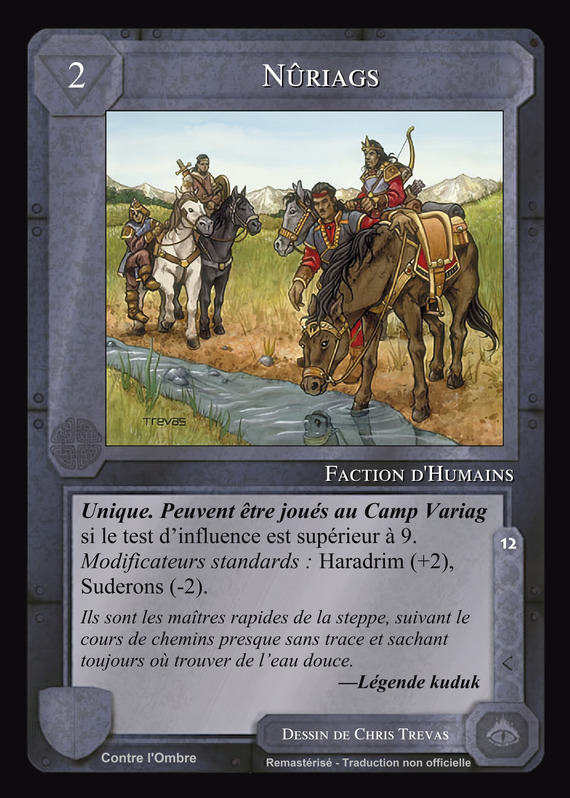 2
Nûriags
Trevas
Faction d'Humains
Unique. Peuvent être joués au Camp Variag
si le test d'influence est supérieur à 9.
Modificateurs standards : Haradrim (+2),
Suderons (-2).
12
Ils sont les maîtres rapides de la steppe, suivant le
cours de chemins presque sans trace et sachant
toujours où trouver de l'eau douce.
—Légende kuduk
Dessin de Chris Trevas
Contre l'Ombre
Remastérisé - Traduction non officielle